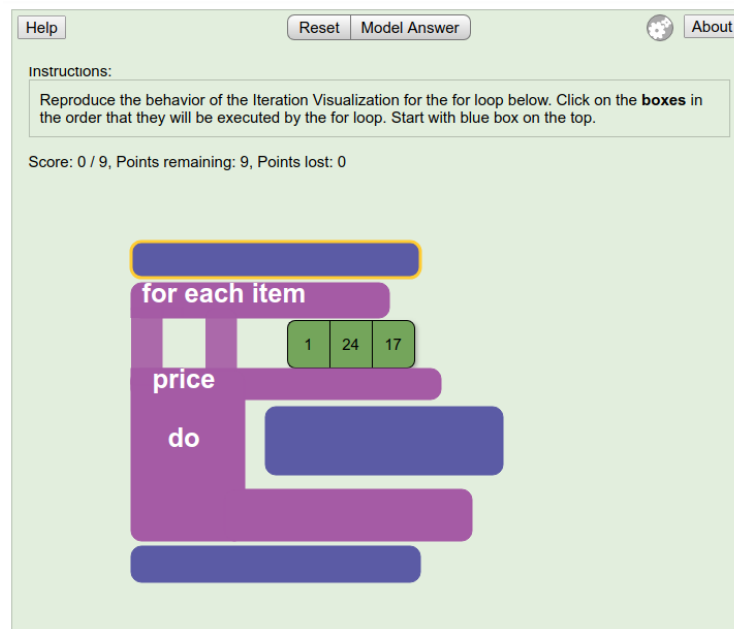 Help Reset Model Answer About
Instructions:
Reproduce the behavior of the Iteration Visualization for the for loop below. Click on the boxes in
the order that they will be executed by the for loop. Start with blue box on the top.
Score: 0 / 9, Points remaining: 9, Points lost: 0
for each item
1 24 17
price
do